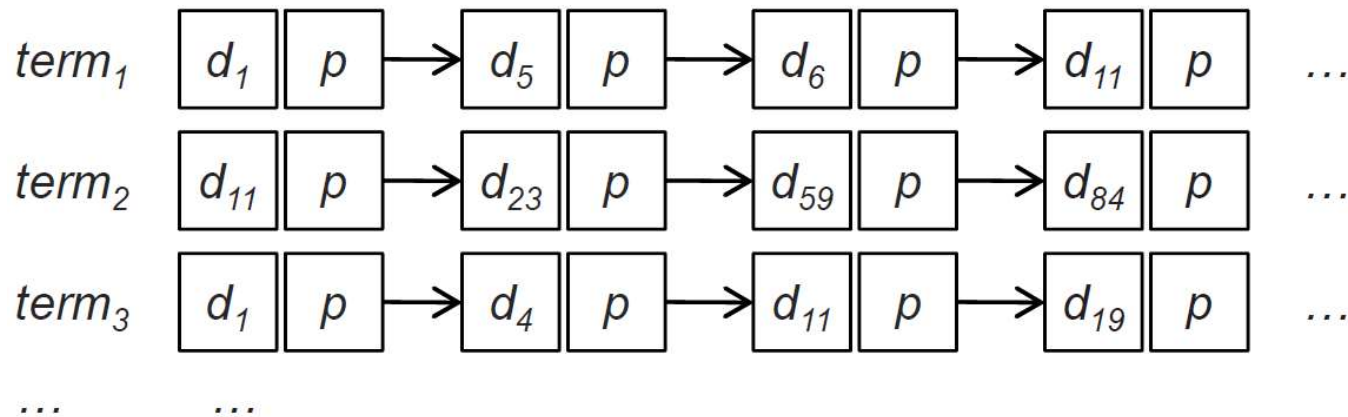 term₁ d₁ p d₅ p d₆ p d₁₁ p ...
term₂ d₁₁ p d₂₃ p d₅₉ p d₈₄ p ...
term₃ d₁ p d₄ p d₁₁ p d₁₉ p ...
... ...